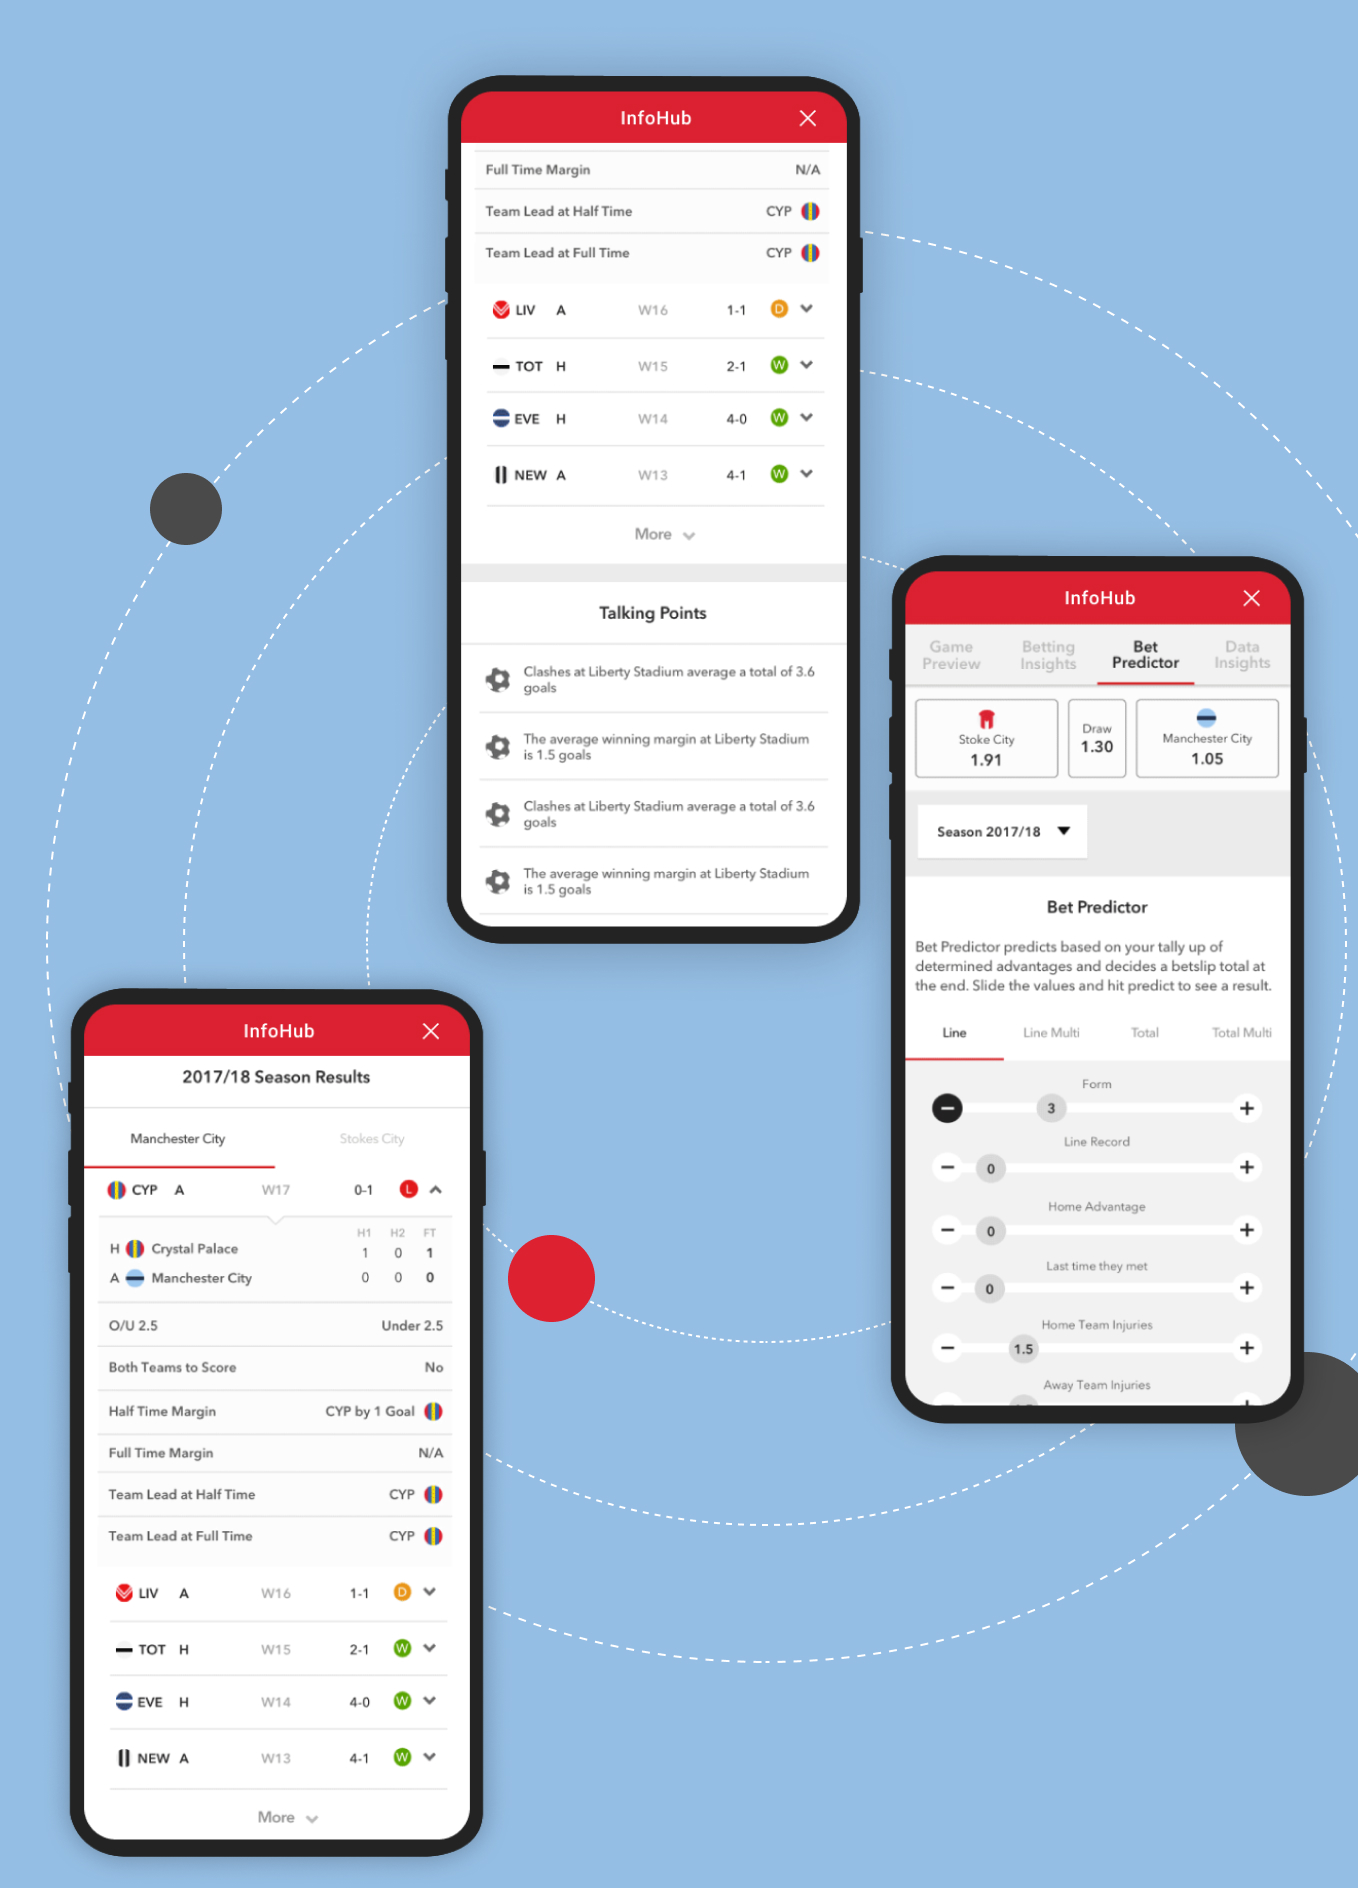 InfoHub
Full Time Margin N/A
Team Lead at Half Time CYP
Team Lead at Full Time CYP
LIV A W16 1-1 D
TOT H W15 2-1 W
EVE H W14 4-0 W
NEW A W13 4-1 W
More
Talking Points
Clashes at Liberty Stadium average a total of 3.6
goals
The average winning margin at Liberty Stadium
is 1.5 goals
Clashes at Liberty Stadium average a total of 3.6
goals
The average winning margin at Liberty Stadium
is 1.5 goals
InfoHub
Game
Preview
Betting
Insights
Bet
Predictor
Data
Insights
Stoke City
1.91
Draw
1.30
Manchester City
1.05
Season 2017/18
Bet Predictor
Bet Predictor predicts based on your tally up of
determined advantages and decides a betslip total at
the end. Slide the values and hit predict to see a result.
Line Line Multi Total Total Multi
Form
3
Line Record
0
Home Advantage
0
Last time they met
0
Home Team Injuries
1.5
Away Team Injuries
InfoHub
2017/18 Season Results
Manchester City Stokes City
CYP A W17 0-1 L
H1 H2 FT
H Crystal Palace 1 0 1
A Manchester City 0 0 0
O/U 2.5 Under 2.5
Both Teams to Score No
Half Time Margin CYP by 1 Goal
Full Time Margin N/A
Team Lead at Half Time CYP
Team Lead at Full Time CYP
LIV A W16 1-1 D
TOT H W15 2-1 W
EVE H W14 4-0 W
NEW A W13 4-1 W
More